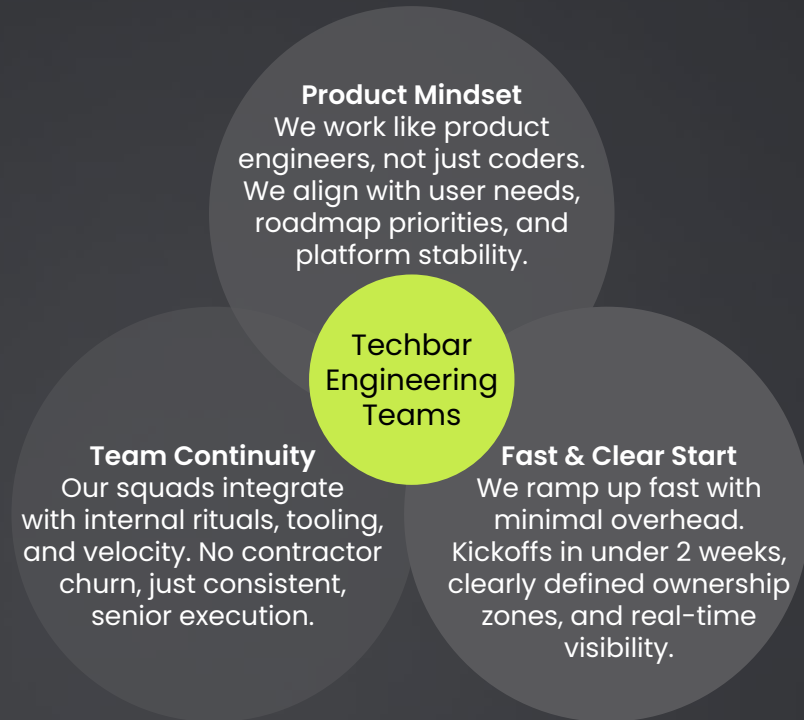 Product Mindset
We work like product
engineers, not just coders.
We align with user needs,
roadmap priorities, and
platform stability.
Techbar
Engineering
Teams
Team Continuity
Our squads integrate
with internal rituals, tooling,
and velocity. No contractor
churn, just consistent,
senior execution.
Fast & Clear Start
We ramp up fast with
minimal overhead.
Kickoffs in under 2 weeks,
clearly defined ownership
zones, and real-time
visibility.